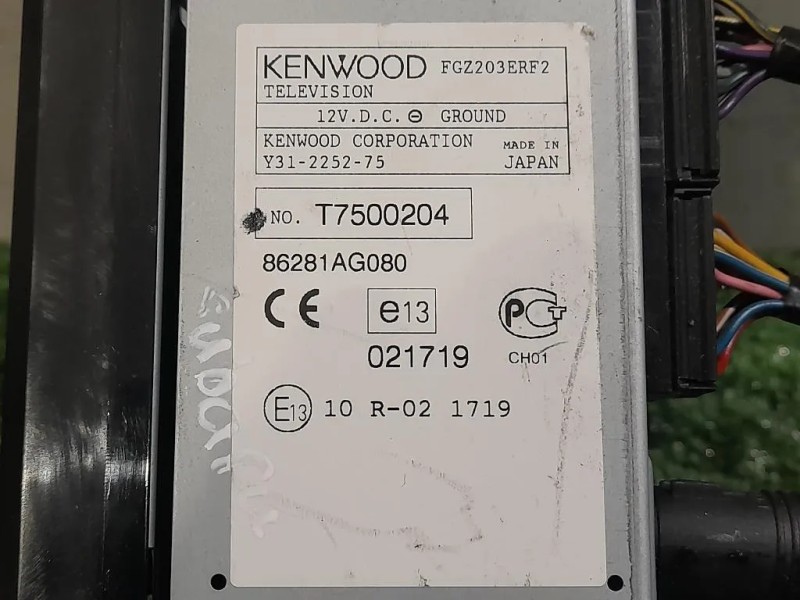 KENWOOD FGZ203ERF2
TELEVISION
12V.D.C. ⊖ GROUND
KENWOOD CORPORATION MADE IN
Y31-2252-75 JAPAN
NO. T7500204
86281AG080
CE e13 PCT
021719 CH01
E13 10 R-02 1719